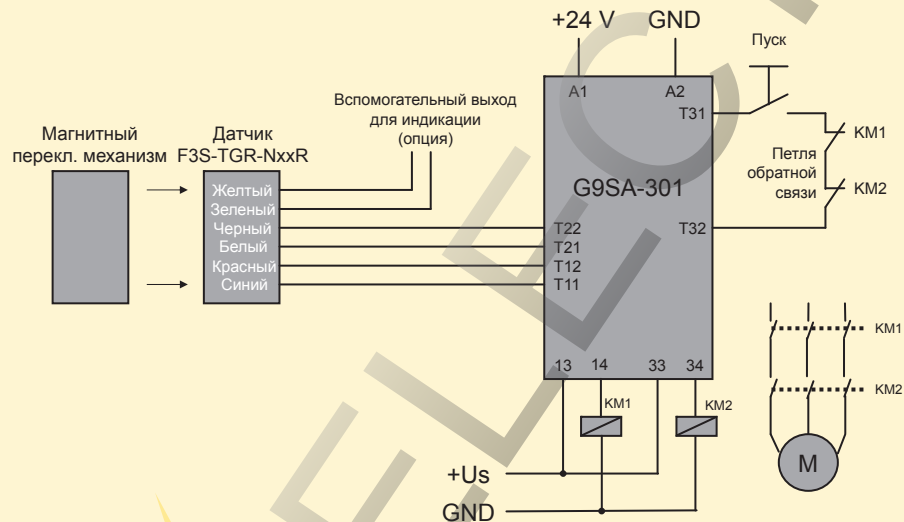 +24 V
GND
Пуск
A1
A2
T31
Вспомогательный выход
для индикации
(опция)
Магнитный
перекл. механизм
Датчик
F3S-TGR-NxxR
KM1
Петля
обратной
связи
KM2
G9SA-301
Желтый
Зеленый
Черный
Белый
Красный
Синий
T22
T21
T12
T11
T32
13
14
33
34
KM1
KM2
KM1
KM2
M
+Us
GND